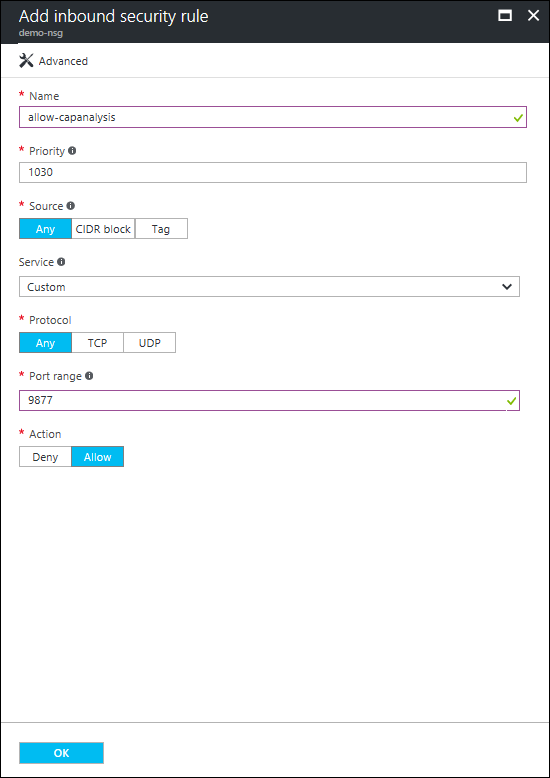 Add inbound security rule
demo-nsg
Advanced
* Name
allow-capanalysis
* Priority
1030
* Source
Any CIDR block Tag
Service
Custom
* Protocol
Any TCP UDP
* Port range
9877
* Action
Deny Allow
OK